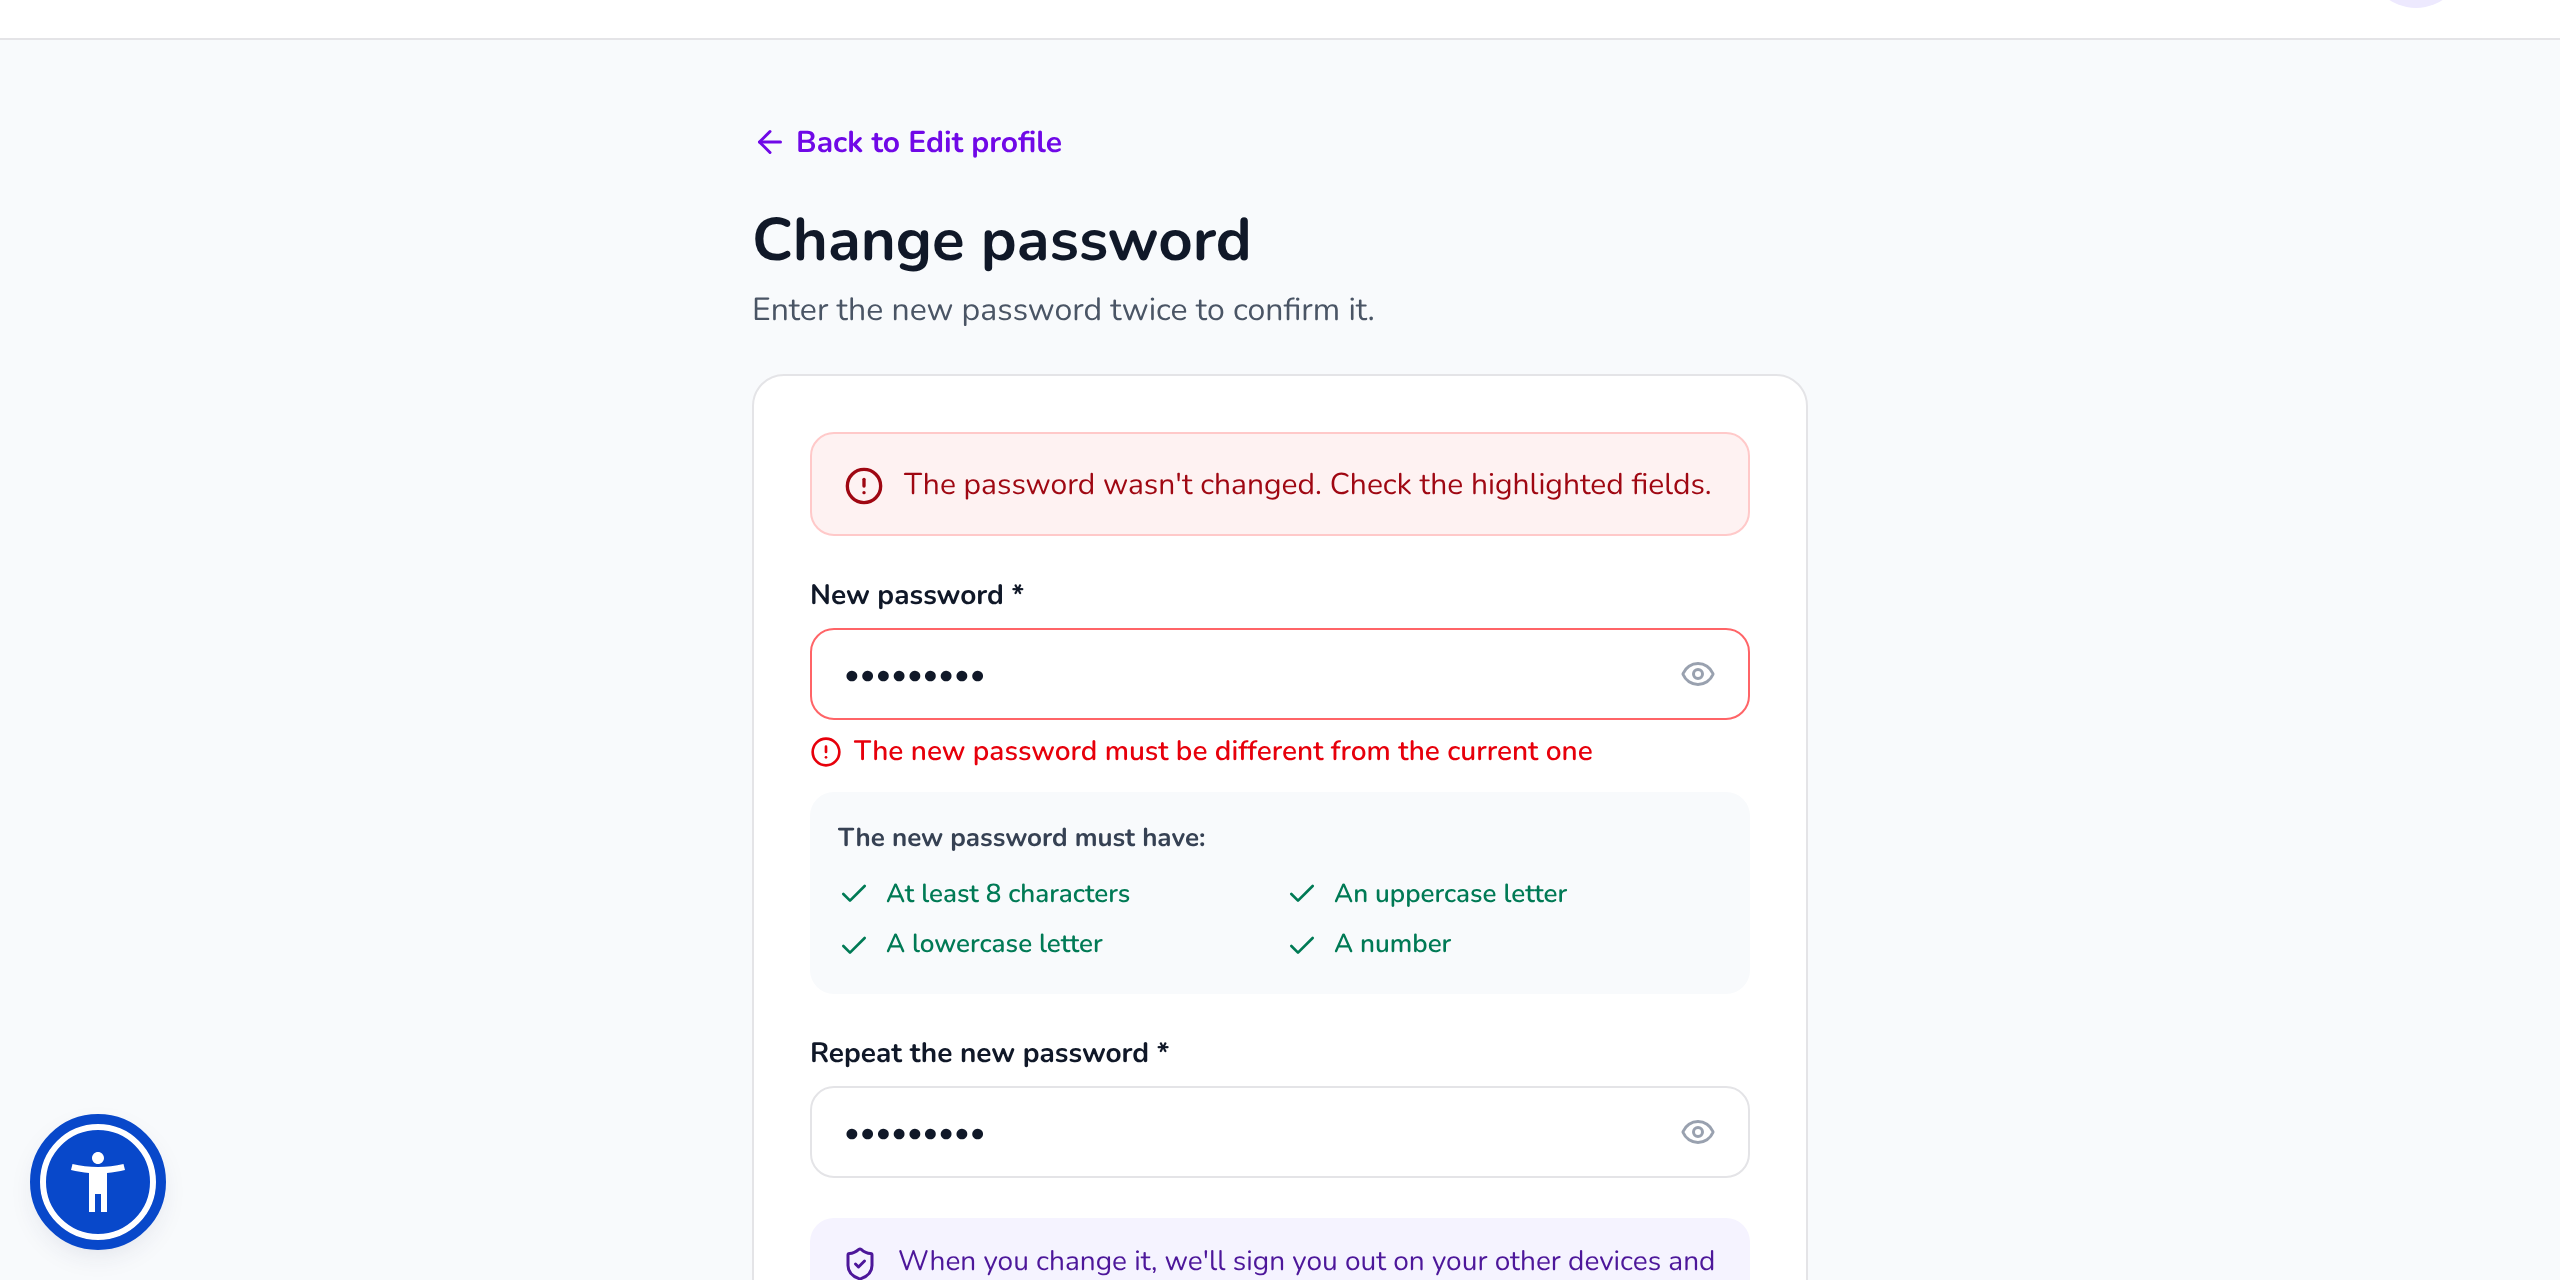 Back to Edit profile
Change password
Enter the new password twice to confirm it.
The password wasn't changed. Check the highlighted fields.
New password *
•••••••••
The new password must be different from the current one
The new password must have:
At least 8 characters
An uppercase letter
A lowercase letter
A number
Repeat the new password *
•••••••••
When you change it, we'll sign you out on your other devices and